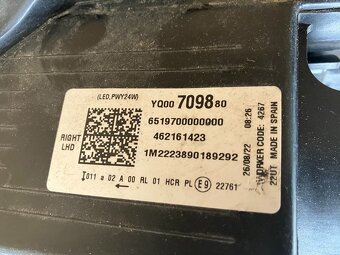 (LED,PWY24W)
YQ00 7098 80
6519700000000
462161423
RIGHT
LHD
1M2223890189292
011 a 02 A 00 RL 01 HCR PL E9 22761
26/08/22 08:26
WORKER CODE: 4267
22UT MADE IN SPAIN